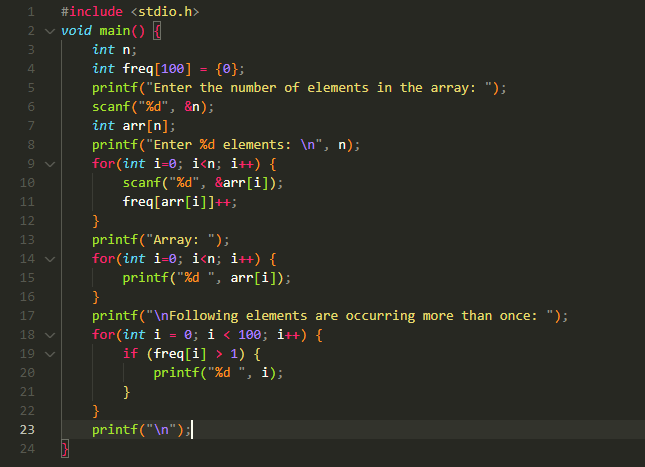 1 #include <stdio.h>
2 void main() {
3 int n;
4 int freq[100] = {0};
5 printf("Enter the number of elements in the array: ");
6 scanf("%d", &n);
7 int arr[n];
8 printf("Enter %d elements: \n", n);
9 for(int i=0; i<n; i++) {
10 scanf("%d", &arr[i]);
11 freq[arr[i]]++;
12 }
13 printf("Array: ");
14 for(int i=0; i<n; i++) {
15 printf("%d ", arr[i]);
16 }
17 printf("\nFollowing elements are occurring more than once: ");
18 for(int i = 0; i < 100; i++) {
19 if (freq[i] > 1) {
20 printf("%d ", i);
21 }
22 }
23 printf("\n");
24 }